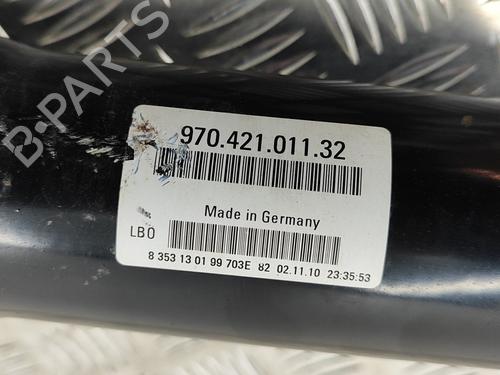 B-PARTS
970.421.011.32
Made in Germany
LB0
8 353 13 01 99 703E 82 02.11.10 23:35:53